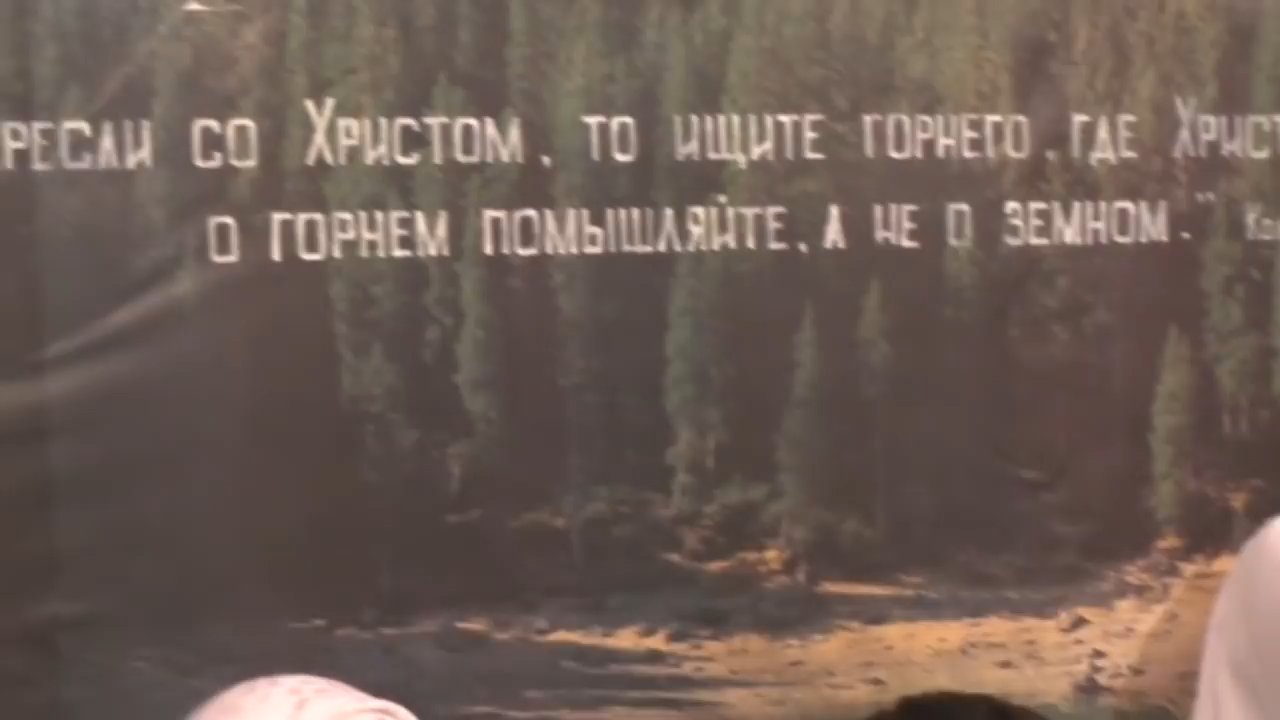 РЕСЛИ СО ХРИСТОМ, ТО ИЩИТЕ ГОРНЕГО, ГДЕ ХРИСТ
О ГОРНЕМ ПОМЫШЛЯЙТЕ, А НЕ О ЗЕМНОМ."